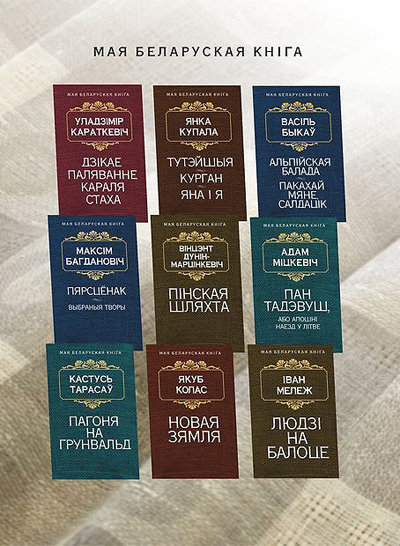 МАЯ БЕЛАРУСКАЯ КНІГА
МАЯ БЕЛАРУСКАЯ КНІГА
УЛАДЗІМІР
КАРАТКЕВІЧ
ДЗІКАЕ
ПАЛЯВАННЕ
КАРАЛЯ
СТАХА
МАЯ БЕЛАРУСКАЯ КНІГА
ЯНКА
КУПАЛА
ТУТЭЙШЫЯ
КУРГАН
ЯНА І Я
МАЯ БЕЛАРУСКАЯ КНІГА
ВАСІЛЬ
БЫКАЎ
АЛЬПІЙСКАЯ
БАЛАДА
ПАКАХАЙ
МЯНЕ,
САЛДАЦІК
МАЯ БЕЛАРУСКАЯ КНІГА
МАКСІМ
БАГДАНОВІЧ
ПЯРСЦЁНАК
ВЫБРАНЫЯ ТВОРЫ
МАЯ БЕЛАРУСКАЯ КНІГА
ВІНЦЭНТ
ДУНІН-
МАРЦІНКЕВІЧ
ПІНСКАЯ
ШЛЯХТА
МАЯ БЕЛАРУСКАЯ КНІГА
АДАМ
МІЦКЕВІЧ
ПАН
ТАДЭВУШ,
АБО АПОШНІ
НАЕЗД У ЛІТВЕ
МАЯ БЕЛАРУСКАЯ КНІГА
КАСТУСЬ
ТАРАСАЎ
ПАГОНЯ
НА
ГРУНВАЛЬД
МАЯ БЕЛАРУСКАЯ КНІГА
ЯКУБ
КОЛАС
НОВАЯ
ЗЯМЛЯ
МАЯ БЕЛАРУСКАЯ КНІГА
ІВАН
МЕЛЕЖ
ЛЮДЗІ
НА
БАЛОЦЕ